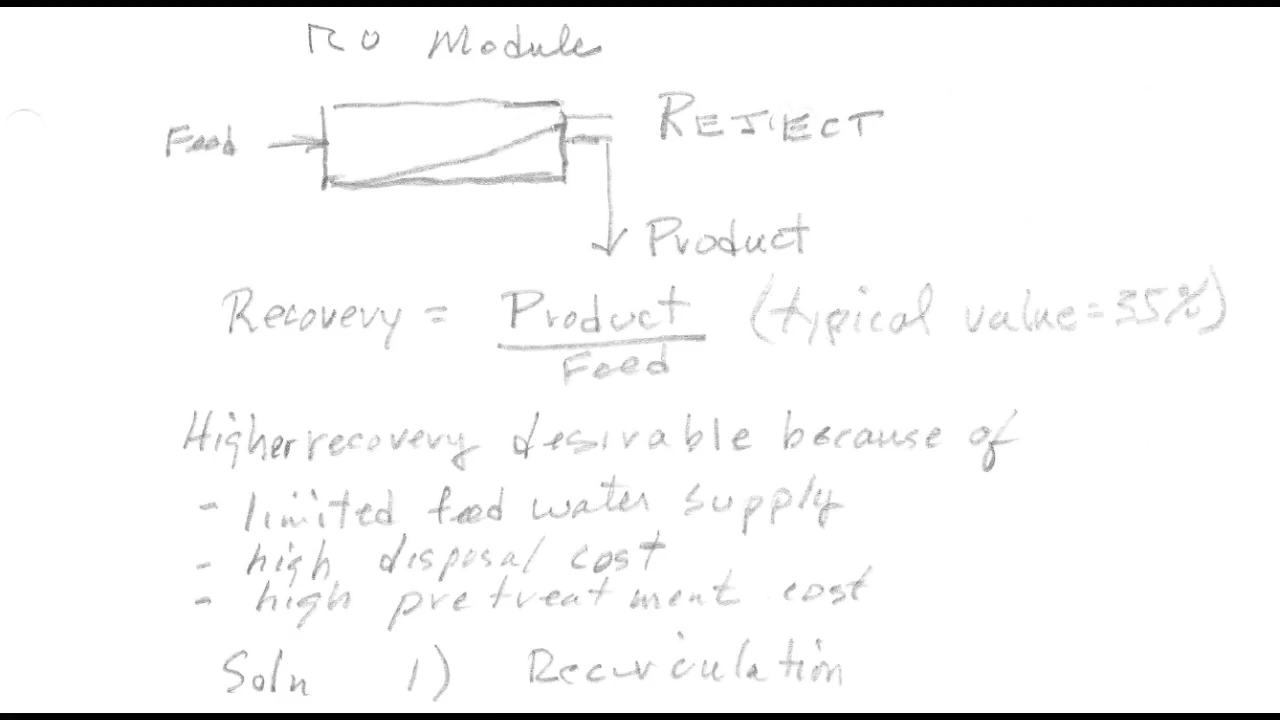 RO Module
REJECT
Feed
Product
Recovery = Product / Feed (typical value = 35%)
Higher recovery desirable because of
- limited feed water supply
- high disposal cost
- high pretreatment cost
Soln 1) Recirculation